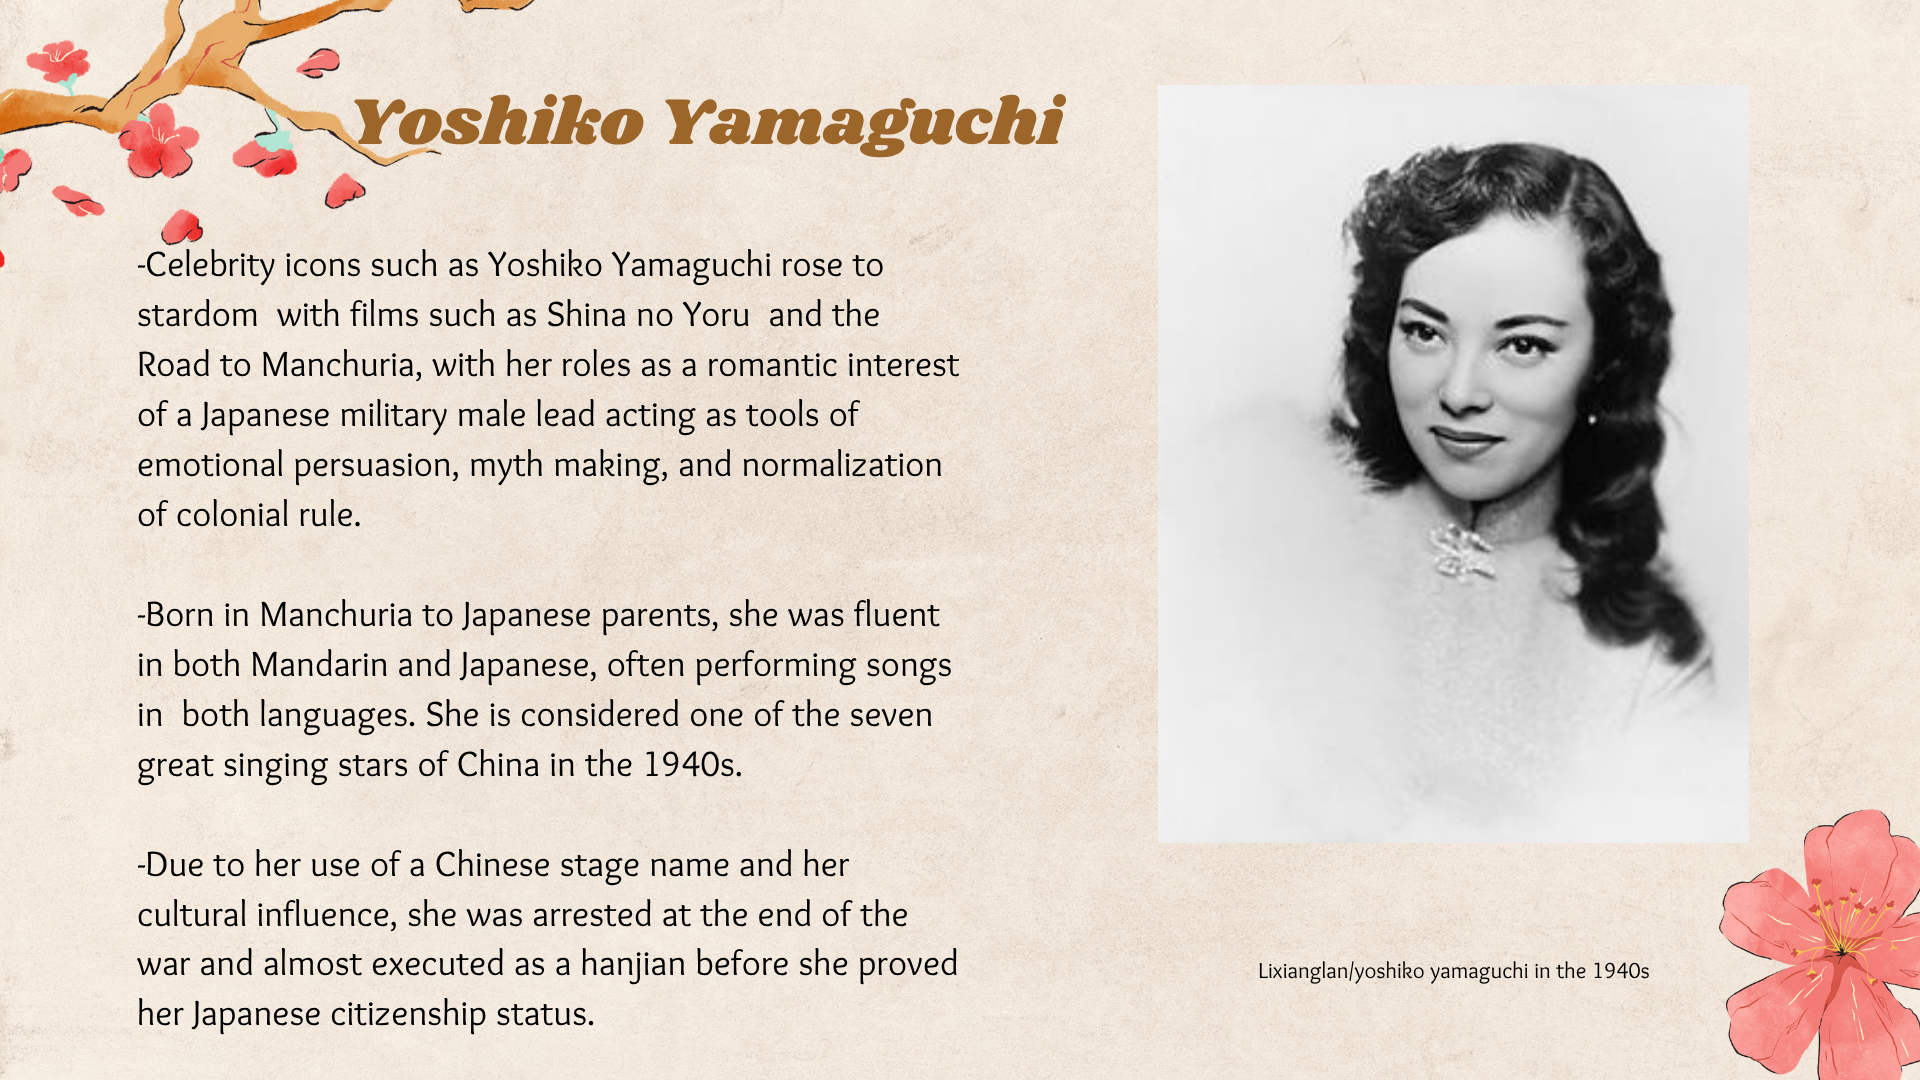 Yoshiko Yamaguchi
-Celebrity icons such as Yoshiko Yamaguchi rose to
stardom  with films such as Shina no Yoru  and the
Road to Manchuria, with her roles as a romantic interest
of a Japanese military male lead acting as tools of
emotional persuasion, myth making, and normalization
of colonial rule.
-Born in Manchuria to Japanese parents, she was fluent
in both Mandarin and Japanese, often performing songs
in  both languages. She is considered one of the seven
great singing stars of China in the 1940s.
-Due to her use of a Chinese stage name and her
cultural influence, she was arrested at the end of the
war and almost executed as a hanjian before she proved
her Japanese citizenship status.
Lixianglan/yoshiko yamaguchi in the 1940s